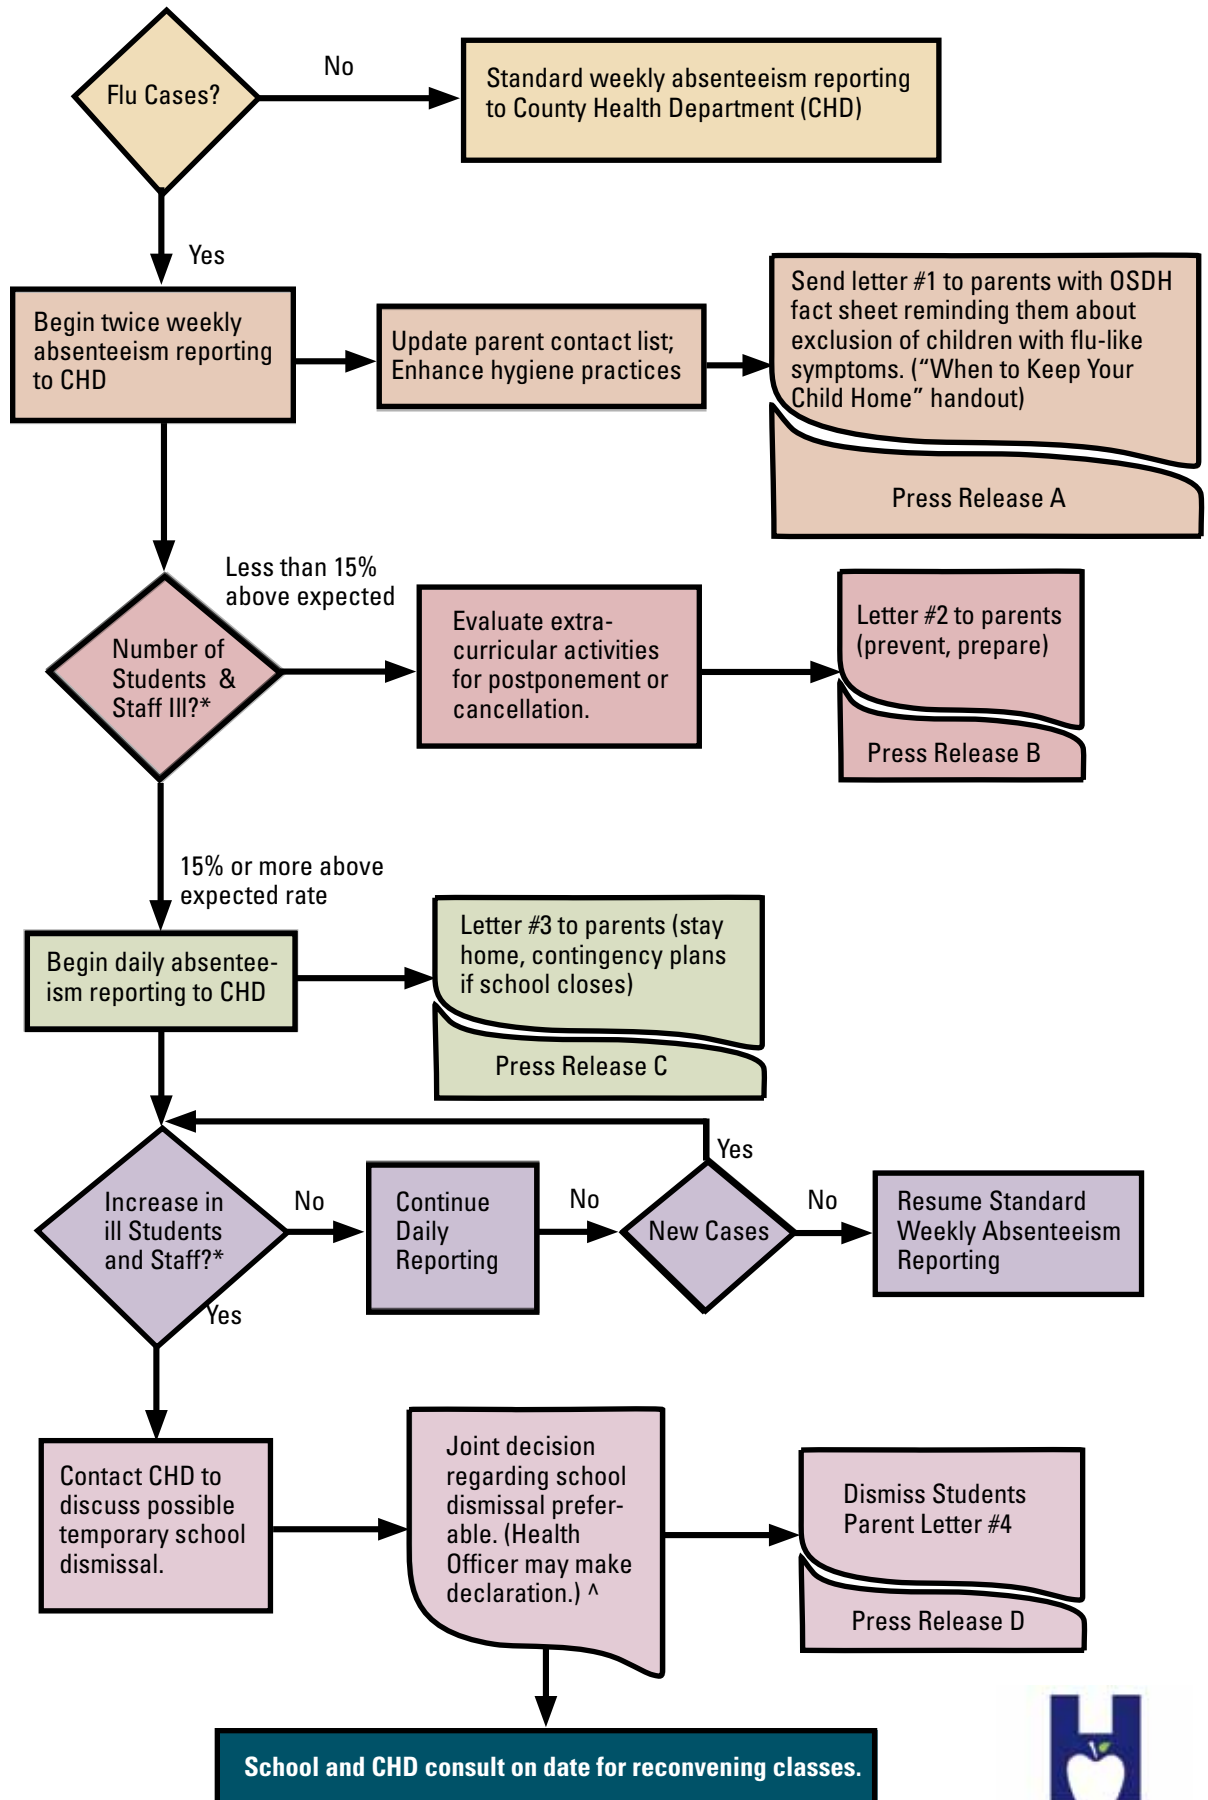 Flu Cases?
No
Standard weekly absenteeism reporting
to County Health Department (CHD)
Yes
Begin twice weekly
absenteeism reporting
to CHD
Update parent contact list;
Enhance hygiene practices
Send letter #1 to parents with OSDH
fact sheet reminding them about
exclusion of children with flu-like
symptoms. (“When to Keep Your
Child Home” handout)
Press Release A
Less than 15%
above expected
Number of
Students &
Staff Ill?*
Evaluate extra-
curricular activities
for postponement or
cancellation.
Letter #2 to parents
(prevent, prepare)
Press Release B
15% or more above
expected rate
Begin daily absentee-
ism reporting to CHD
Letter #3 to parents (stay
home, contingency plans
if school closes)
Press Release C
Increase in
ill Students
and Staff?*
No
Continue
Daily
Reporting
No
New Cases
Yes
No
Resume Standard
Weekly Absenteeism
Reporting
Yes
Contact CHD to
discuss possible
temporary school
dismissal.
Joint decision
regarding school
dismissal prefer-
able. (Health
Officer may make
declaration.) ^
Dismiss Students
Parent Letter #4
Press Release D
School and CHD consult on date for reconvening classes.